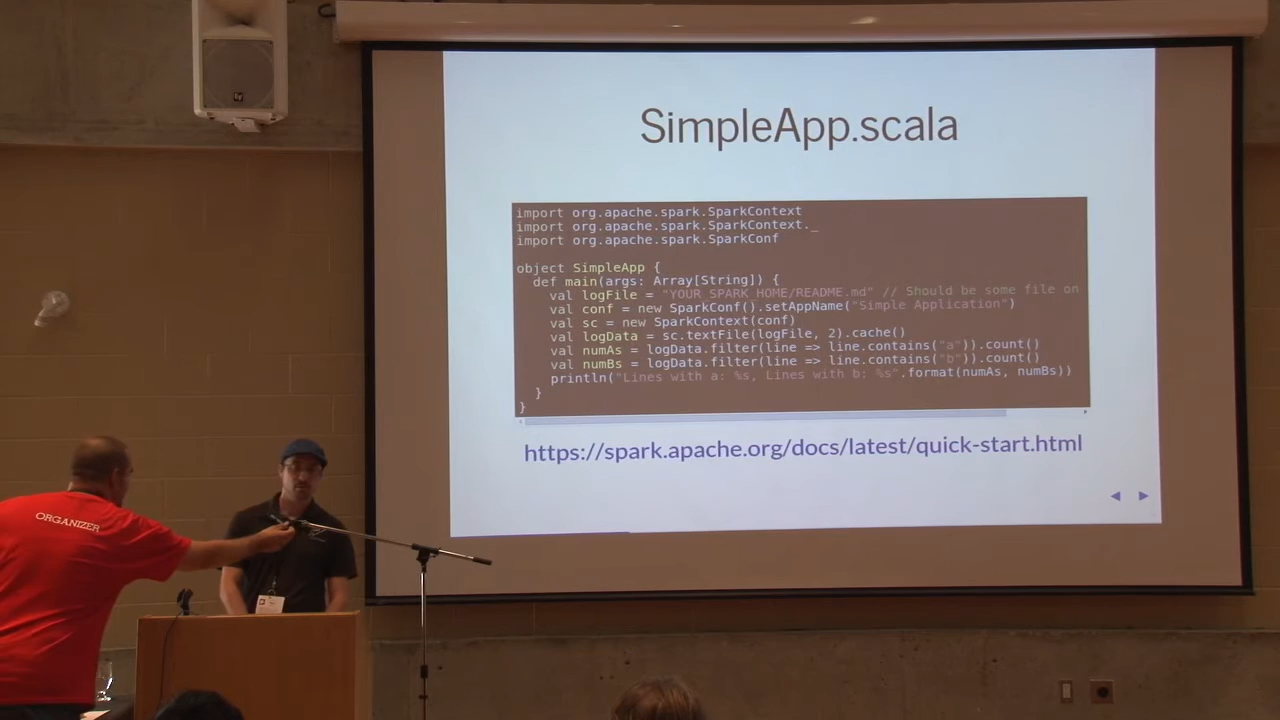 SimpleApp.scala
import org.apache.spark.SparkContext
import org.apache.spark.SparkContext._
import org.apache.spark.SparkConf
object SimpleApp {
def main(args: Array[String]) {
val logFile = "YOUR_SPARK_HOME/README.md" // Should be some file on
val conf = new SparkConf().setAppName("Simple Application")
val sc = new SparkContext(conf)
val logData = sc.textFile(logFile, 2).cache()
val numAs = logData.filter(line => line.contains("a")).count()
val numBs = logData.filter(line => line.contains("b")).count()
println("Lines with a: %s, Lines with b: %s".format(numAs, numBs))
}
}
https://spark.apache.org/docs/latest/quick-start.html
ORGANIZER